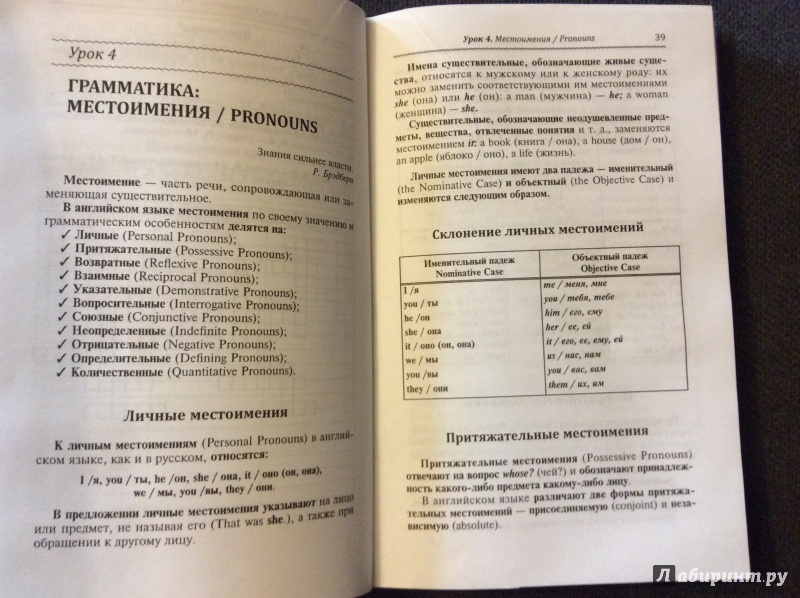 Урок 4
ГРАММАТИКА:
МЕСТОИМЕНИЯ / PRONOUNS
Знания сильнее власти.
Р. Брэдбери
Местоимение — часть речи, сопровождающая или за-
меняющая существительное.
В английском языке местоимения по своему значению и
грамматическим особенностям делятся на:
✓ Личные (Personal Pronouns);
✓ Притяжательные (Possessive Pronouns);
✓ Возвратные (Reflexive Pronouns);
✓ Взаимные (Reciprocal Pronouns);
✓ Указательные (Demonstrative Pronouns);
✓ Вопросительные (Interrogative Pronouns);
✓ Союзные (Conjunctive Pronouns);
✓ Неопределенные (Indefinite Pronouns);
✓ Отрицательные (Negative Pronouns);
✓ Определительные (Defining Pronouns);
✓ Количественные (Quantitative Pronouns).
Личные местоимения
К личным местоимениям (Personal Pronouns) в англий-
ском языке, как и в русском, относятся:
I /я, you / ты, he /он, she / она, it / оно (он, она),
we / мы, you /вы, they / они.
В предложении личные местоимения указывают на лицо
или предмет, не называя его (That was she.), а также при
обращении к другому лицу.
Урок 4. Местоимения / Pronouns 39
Имена существительные, обозначающие живые суще-
ства, относятся к мужскому или к женскому роду: их
можно заменить соответствующими им местоимениями
she (она) или he (он): a man (мужчина) — he; a woman
(женщина) — she.
Существительные, обозначающие неодушевленные пред-
меты, вещества, отвлеченные понятия и т. д., заменяются
местоимением it: a book (книга / она), a house (дом / он),
an apple (яблоко / оно), a life (жизнь).
Личные местоимения имеют два падежа — именительный
(the Nominative Case) и объектный (the Objective Case) и
изменяются следующим образом.
Склонение личных местоимений
Именительный падеж Объектный падеж
Nominative Case Objective Case
I /я me / меня, мне
you / ты you / тебя, тебе
he /он him / его, ему
she / она her / ее, ей
it / оно (он, она) it / его, ее, ему, ей
we / мы us / нас, нам
you /вы you / вас, вам
they / они them / их, им
Притяжательные местоимения
Притяжательные местоимения (Possessive Pronouns)
отвечают на вопрос whose? (чей?) и обозначают принадлеж-
ность какого-либо предмета какому-либо лицу.
В английском языке различают две формы притяжа-
тельных местоимений — присоединяемую (conjoint) и неза-
висимую (absolute).
Лабиринт.ру